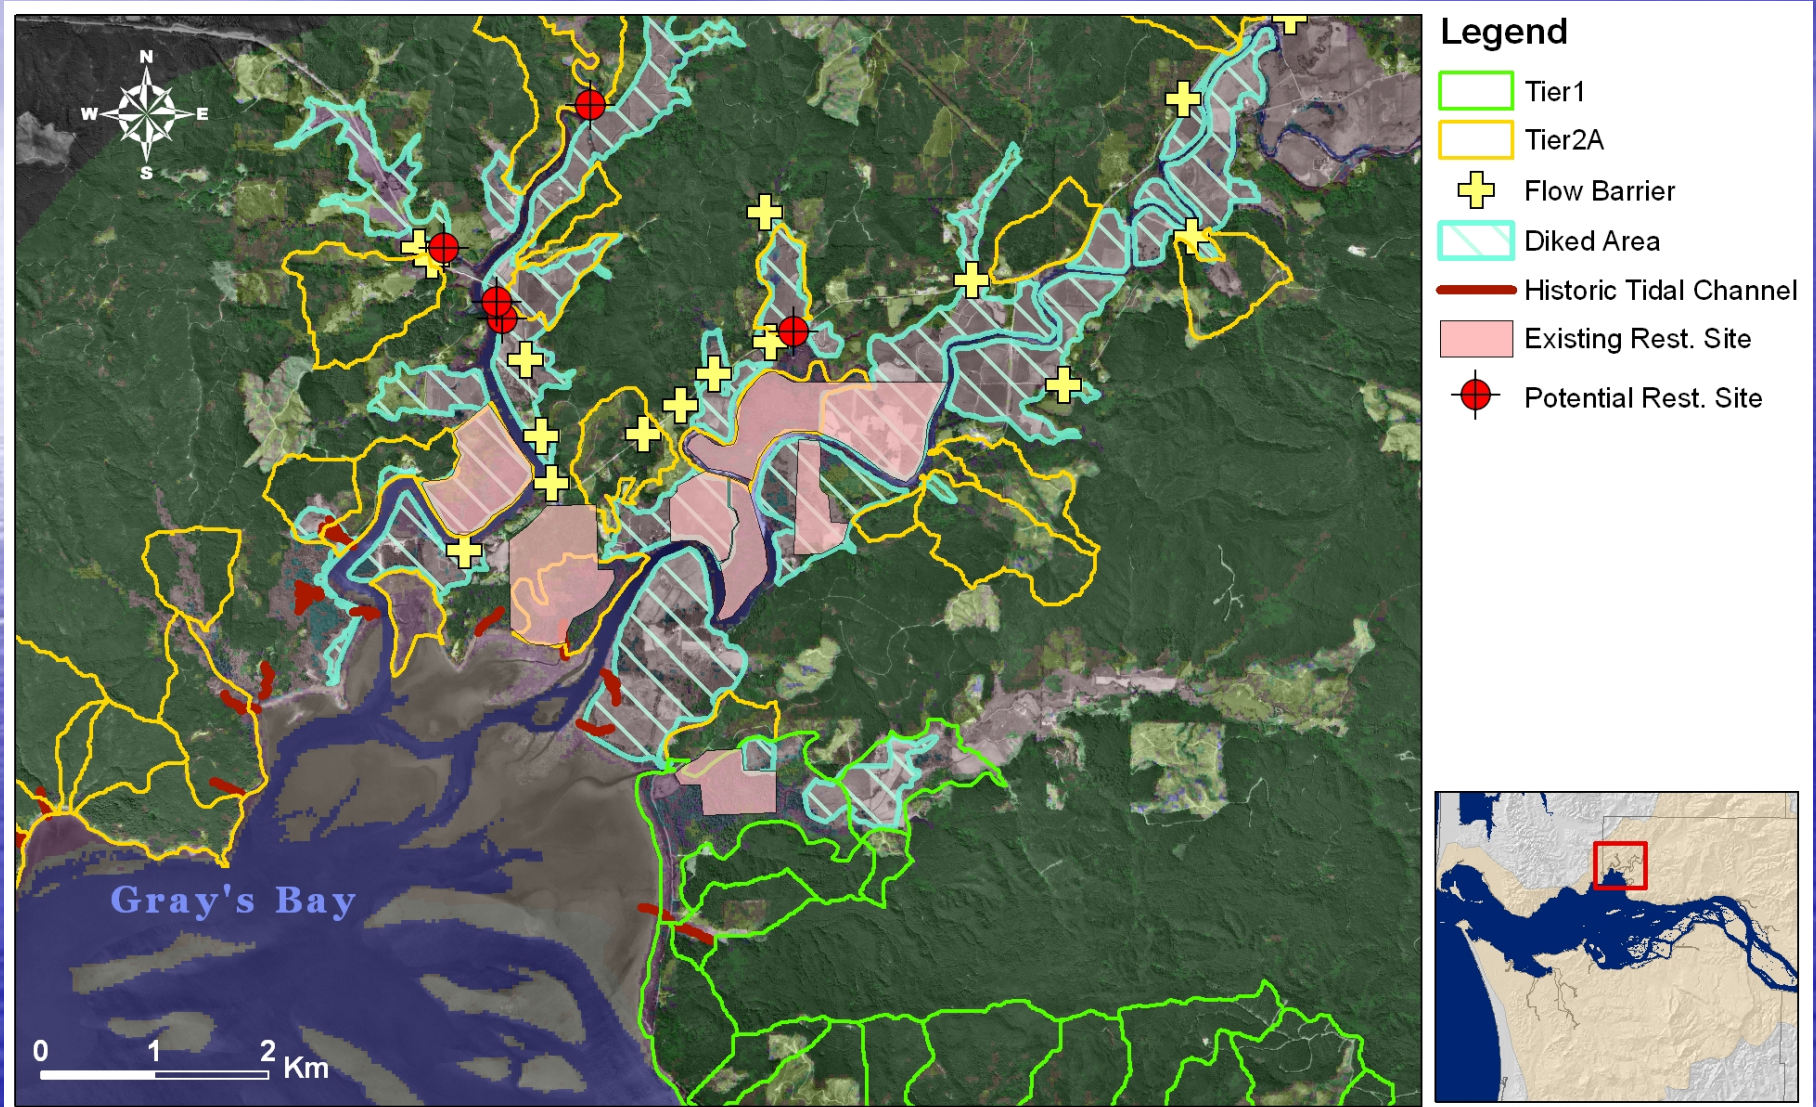 N
W E
S
Gray's Bay
0 1 2 Km
Legend
Tier1
Tier2A
Flow Barrier
Diked Area
Historic Tidal Channel
Existing Rest. Site
Potential Rest. Site